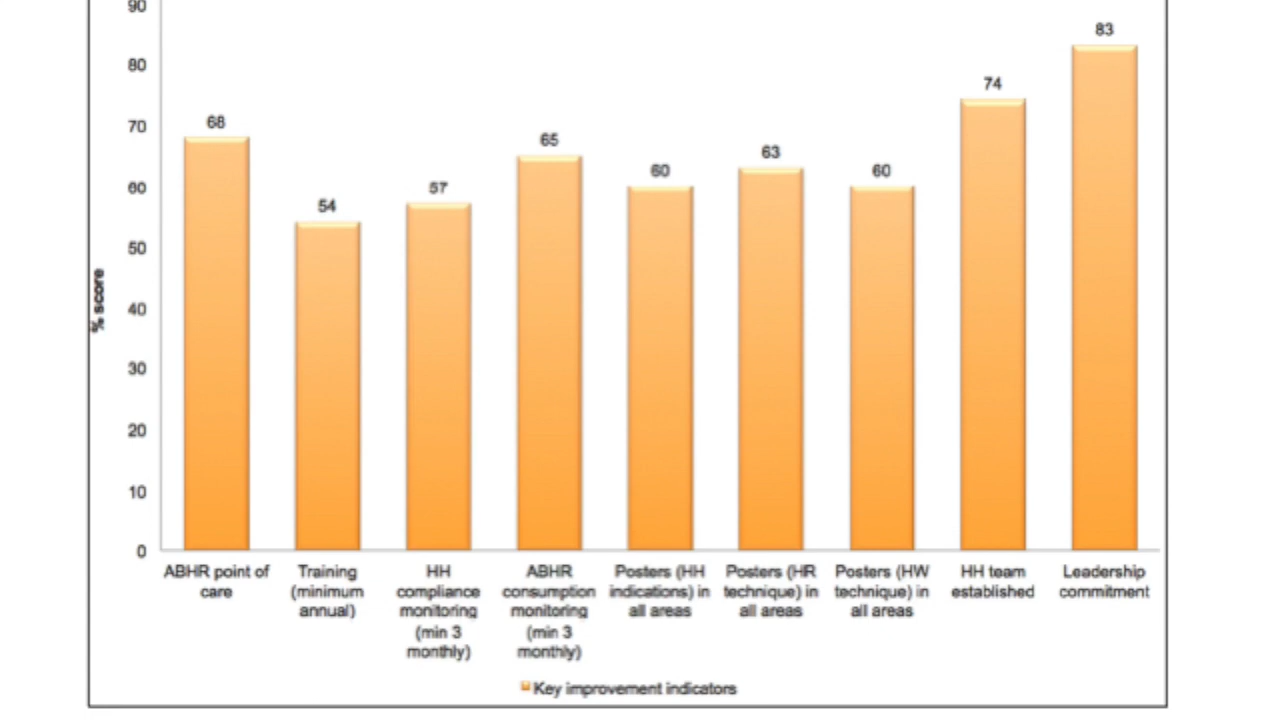 90
80
70
60
50
40
30
20
10
0
% score
68
54
57
65
60
63
60
74
83
ABHR point of
care
Training
(minimum
annual)
HH
compliance
monitoring
(min 3
monthly)
ABHR
consumption
monitoring
(min 3
monthly)
Posters (HH
indications) in
all areas
Posters (HR
technique) in
all areas
Posters (HW
technique) in
all areas
HH team
established
Leadership
commitment
Key improvement indicators